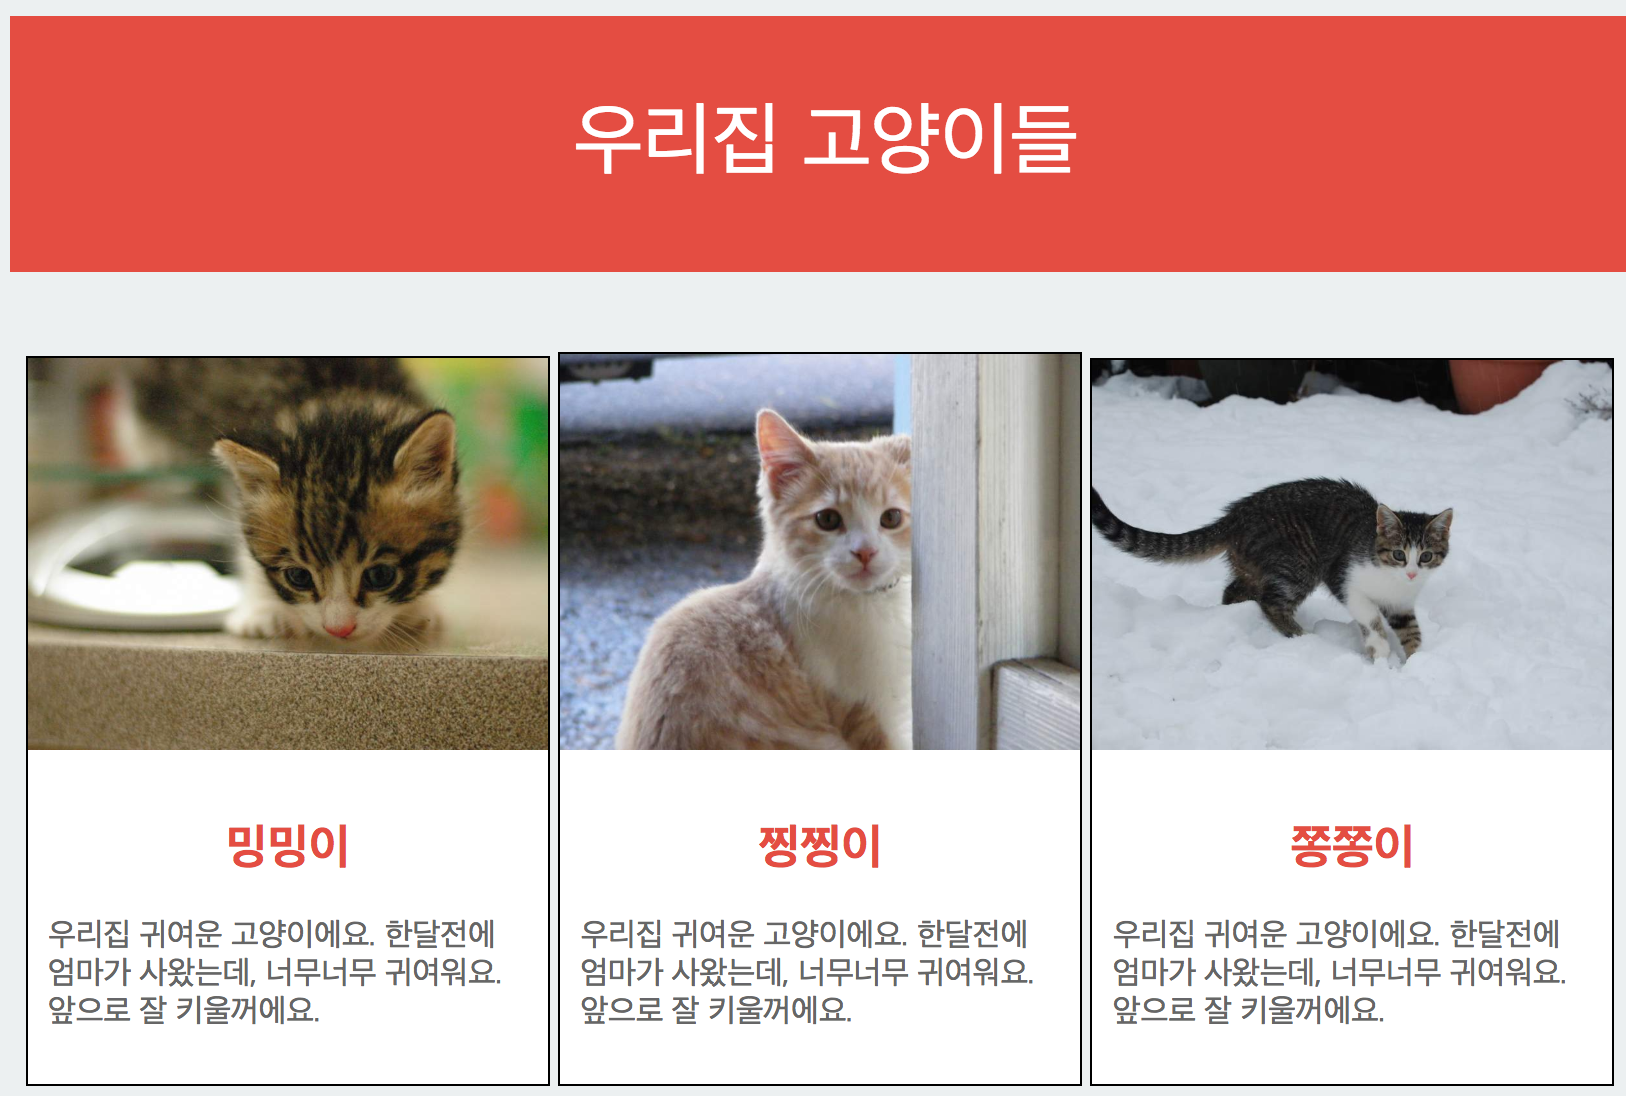 우리집 고양이들
밍밍이
우리집 귀여운 고양이에요. 한달전에
엄마가 사왔는데, 너무너무 귀여워요.
앞으로 잘 키울꺼에요.
찡찡이
우리집 귀여운 고양이에요. 한달전에
엄마가 사왔는데, 너무너무 귀여워요.
앞으로 잘 키울꺼에요.
쫑쫑이
우리집 귀여운 고양이에요. 한달전에
엄마가 사왔는데, 너무너무 귀여워요.
앞으로 잘 키울꺼에요.